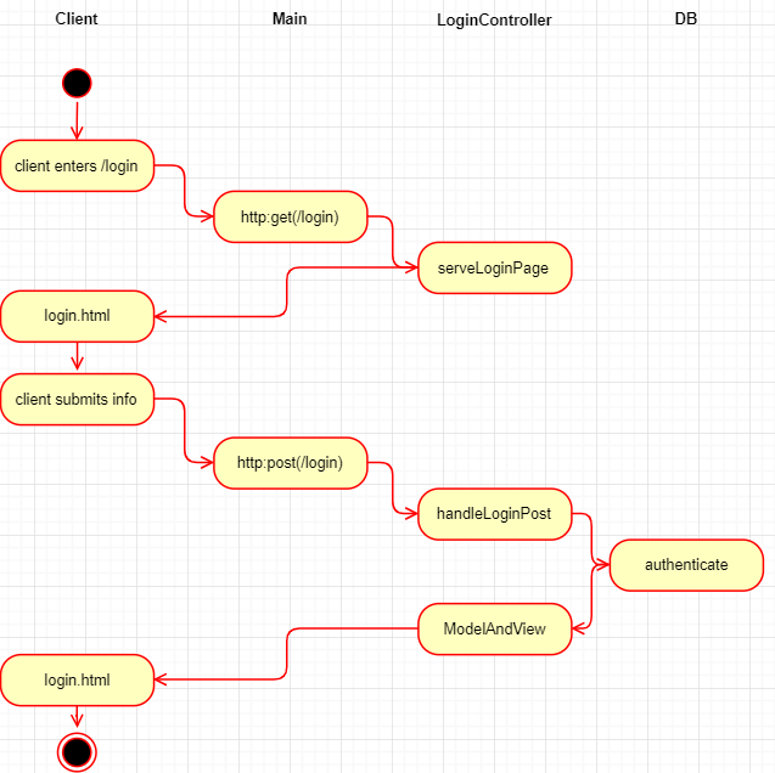 Client Main LoginController DB
client enters /login
http:get(/login)
serveLoginPage
login.html
client submits info
http:post(/login)
handleLoginPost
authenticate
ModelAndView
login.html